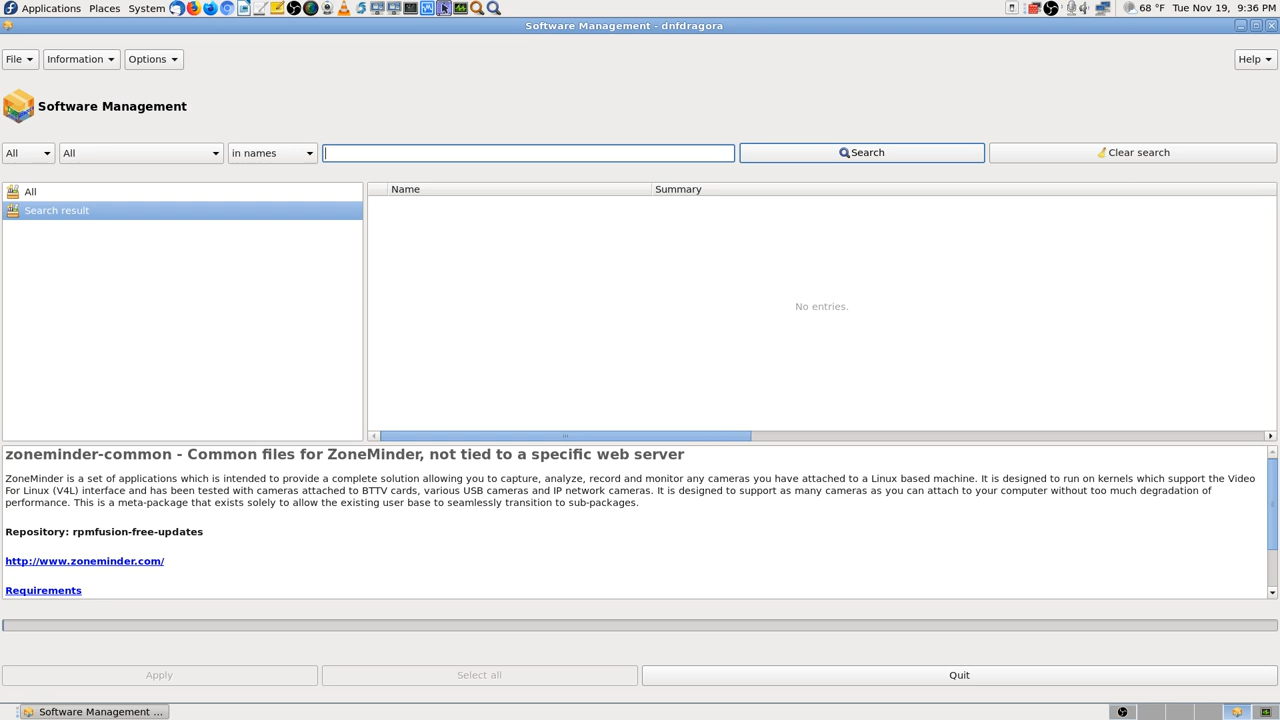 Applications Places System 68 °F Tue Nov 19, 9:36 PM
Software Management - dnfdragora
File Information Options Help
Software Management
All All in names Search Clear search
All
Search result
Name Summary
No entries.
zoneminder-common - Common files for ZoneMinder, not tied to a specific web server
ZoneMinder is a set of applications which is intended to provide a complete solution allowing you to capture, analyze, record and monitor any cameras you have attached to a Linux based machine. It is designed to run on kernels which support the Video
For Linux (V4L) interface and has been tested with cameras attached to BTTV cards, various USB cameras and IP network cameras. It is designed to support as many cameras as you can attach to your computer without too much degradation of
performance. This is a meta-package that exists solely to allow the existing user base to seamlessly transition to sub-packages.
Repository: rpmfusion-free-updates
http://www.zoneminder.com/
Requirements
Apply Select all Quit
Software Management ...